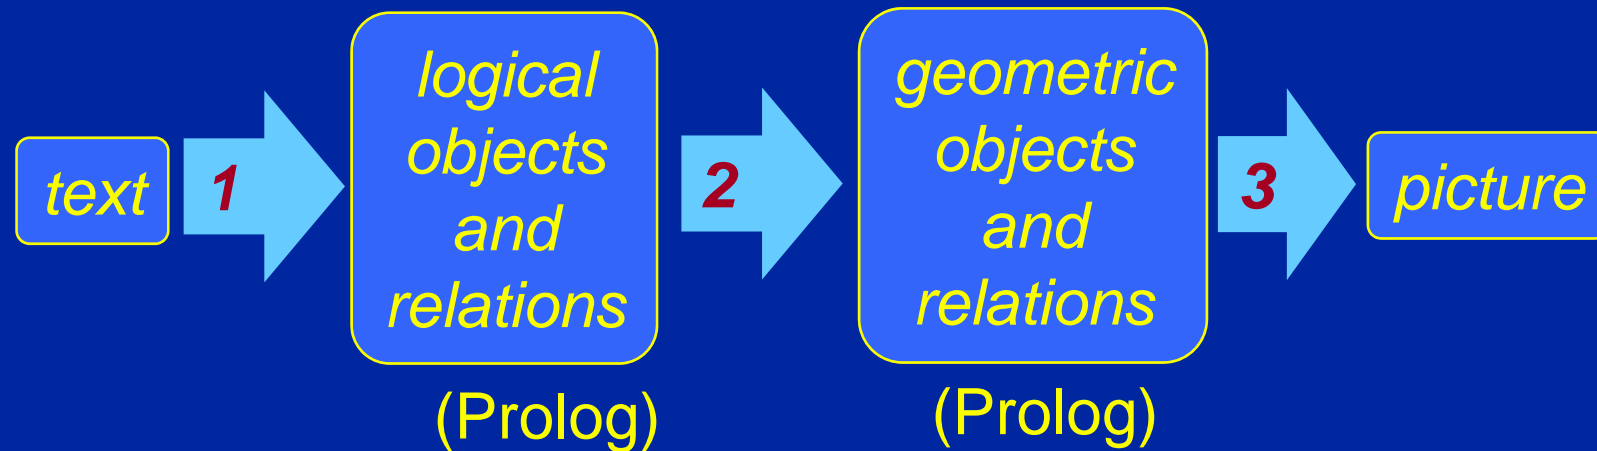 text
1
logical
objects
and
relations
(Prolog)
2
geometric
objects
and
relations
(Prolog)
3
picture